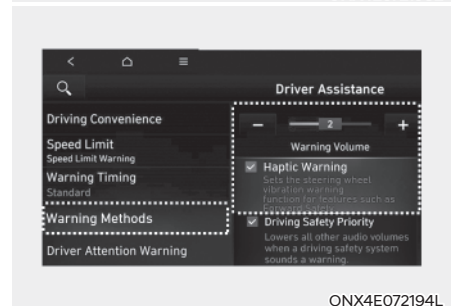 Driver Assistance
Driving Convenience
Speed Limit
Speed Limit Warning
Warning Timing
Standard
Warning Methods
Driver Attention Warning
2
Warning Volume
Haptic Warning
Sets the steering wheel
vibration warning
function for features such as
Forward Safety
Driving Safety Priority
Lowers all other audio volumes
when a driving safety system
sounds a warning.
ONX4E072194L